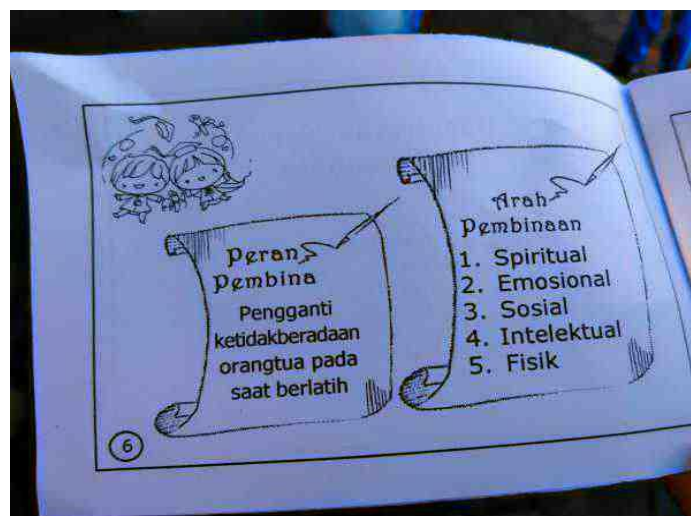 Peran
Pembina
Pengganti
ketidakberadaan
orangtua pada
saat berlatih
Arah
Pembinaan
1. Spiritual
2. Emosional
3. Sosial
4. Intelektual
5. Fisik
6